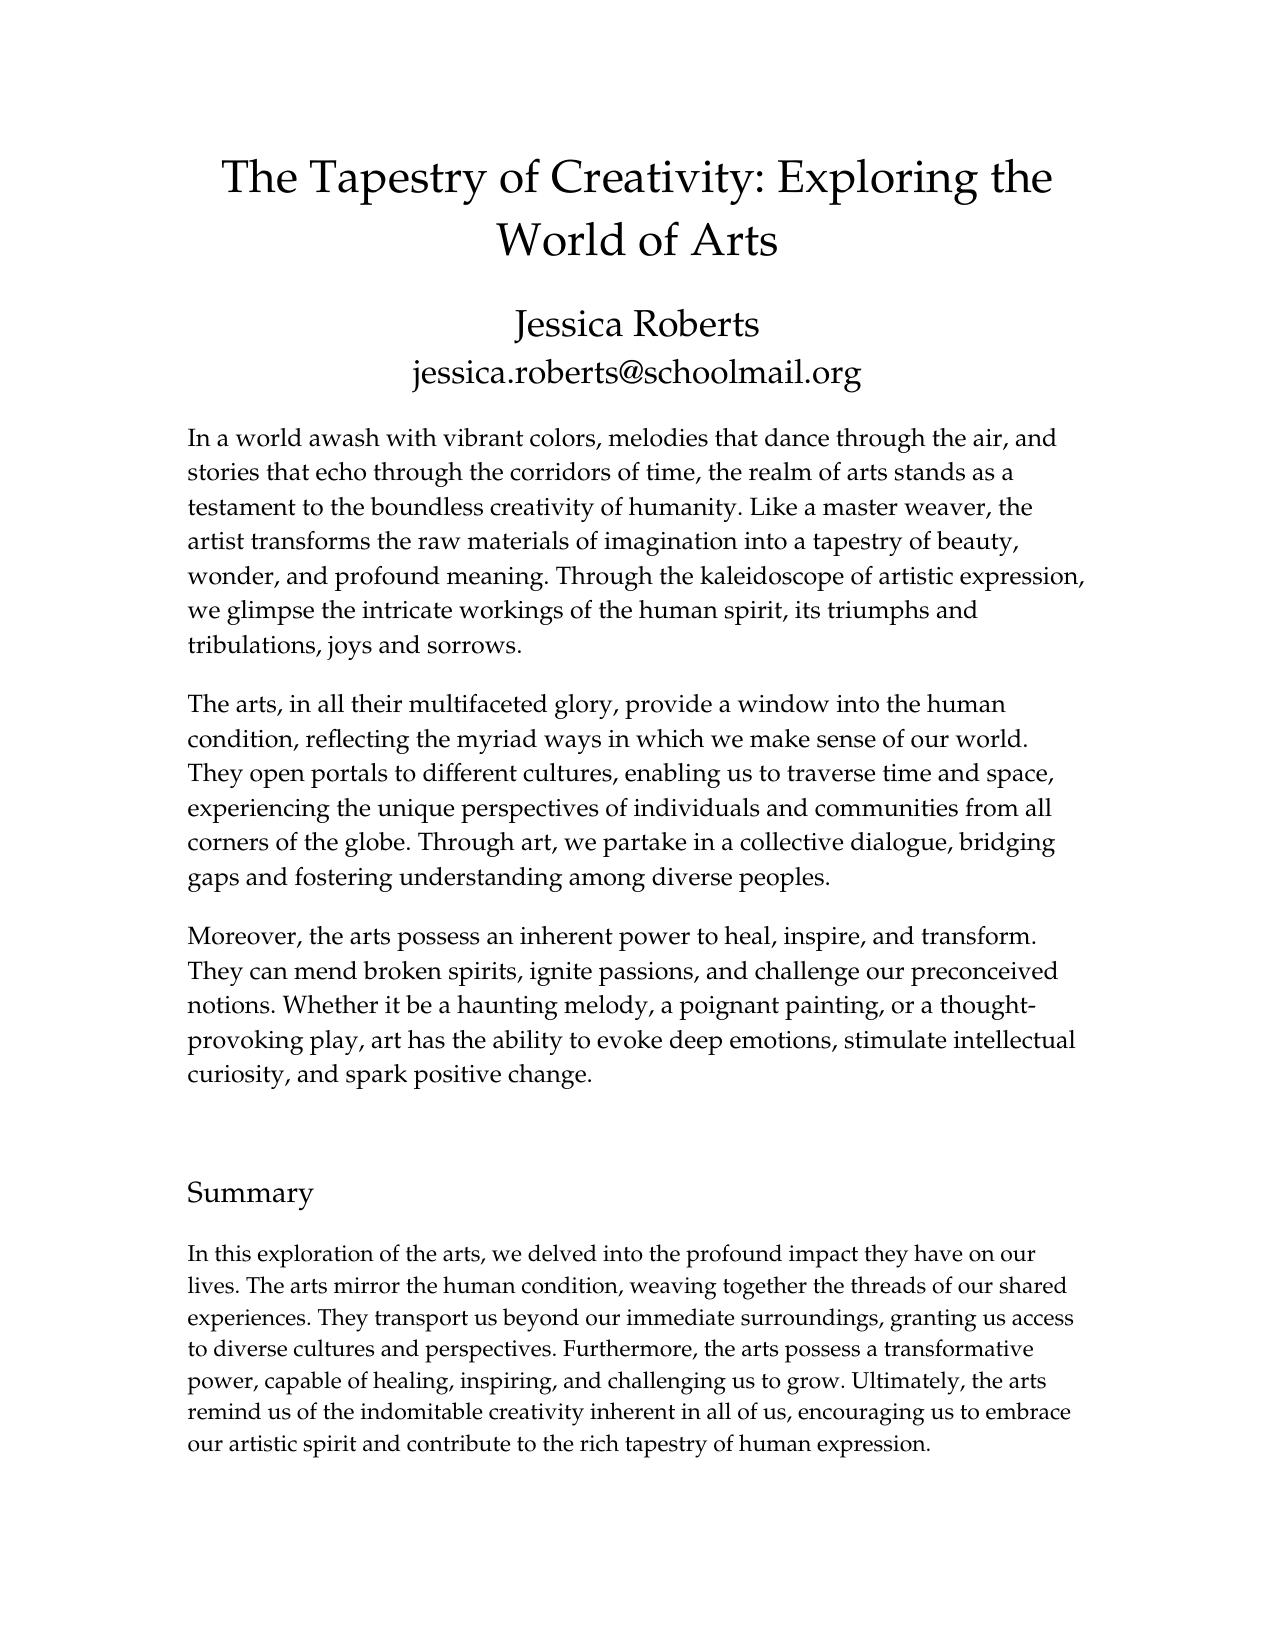 The Tapestry of Creativity: Exploring the
World of Arts
Jessica Roberts
jessica.roberts@schoolmail.org
In a world awash with vibrant colors, melodies that dance through the air, and
stories that echo through the corridors of time, the realm of arts stands as a
testament to the boundless creativity of humanity. Like a master weaver, the
artist transforms the raw materials of imagination into a tapestry of beauty,
wonder, and profound meaning. Through the kaleidoscope of artistic expression,
we glimpse the intricate workings of the human spirit, its triumphs and
tribulations, joys and sorrows.
The arts, in all their multifaceted glory, provide a window into the human
condition, reflecting the myriad ways in which we make sense of our world.
They open portals to different cultures, enabling us to traverse time and space,
experiencing the unique perspectives of individuals and communities from all
corners of the globe. Through art, we partake in a collective dialogue, bridging
gaps and fostering understanding among diverse peoples.
Moreover, the arts possess an inherent power to heal, inspire, and transform.
They can mend broken spirits, ignite passions, and challenge our preconceived
notions. Whether it be a haunting melody, a poignant painting, or a thought-
provoking play, art has the ability to evoke deep emotions, stimulate intellectual
curiosity, and spark positive change.
Summary
In this exploration of the arts, we delved into the profound impact they have on our
lives. The arts mirror the human condition, weaving together the threads of our shared
experiences. They transport us beyond our immediate surroundings, granting us access
to diverse cultures and perspectives. Furthermore, the arts possess a transformative
power, capable of healing, inspiring, and challenging us to grow. Ultimately, the arts
remind us of the indomitable creativity inherent in all of us, encouraging us to embrace
our artistic spirit and contribute to the rich tapestry of human expression.